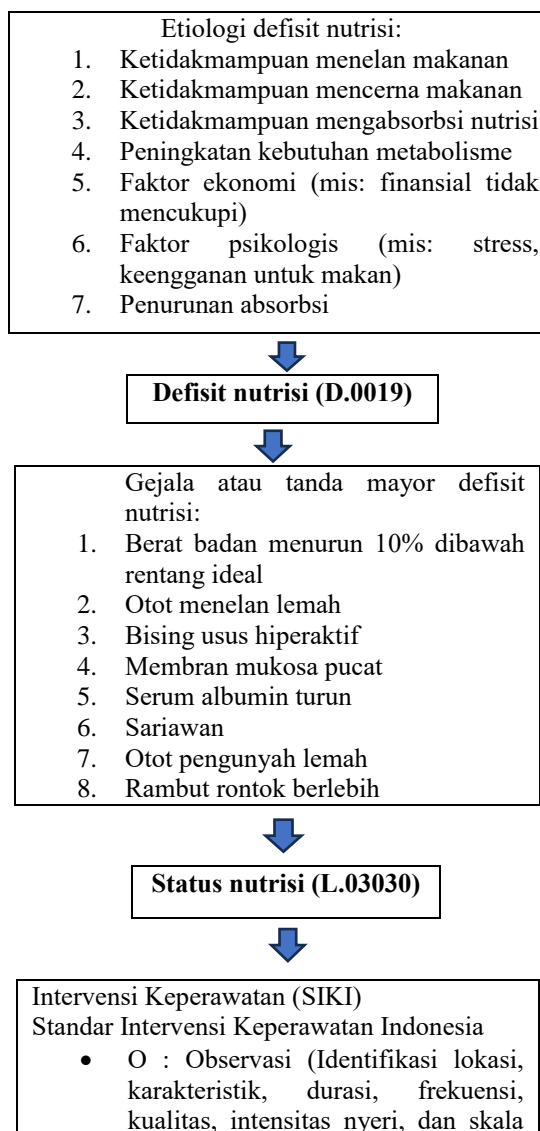 Etiologi defisit nutrisi:
1. Ketidakmampuan menelan makanan
2. Ketidakmampuan mencerna makanan
3. Ketidakmampuan mengabsorbsi nutrisi
4. Peningkatan kebutuhan metabolisme
5. Faktor ekonomi (mis: finansial tidak
mencukupi)
6. Faktor psikologis (mis: stress,
keengganan untuk makan)
7. Penurunan absorbsi
Defisit nutrisi (D.0019)
Gejala atau tanda mayor defisit
nutrisi:
1. Berat badan menurun 10% dibawah
rentang ideal
2. Otot menelan lemah
3. Bising usus hiperaktif
4. Membran mukosa pucat
5. Serum albumin turun
6. Sariawan
7. Otot pengunyah lemah
8. Rambut rontok berlebih
Status nutrisi (L.03030)
Intervensi Keperawatan (SIKI)
Standar Intervensi Keperawatan Indonesia
• O : Observasi (Identifikasi lokasi,
karakteristik, durasi, frekuensi,
kualitas, intensitas nyeri, dan skala